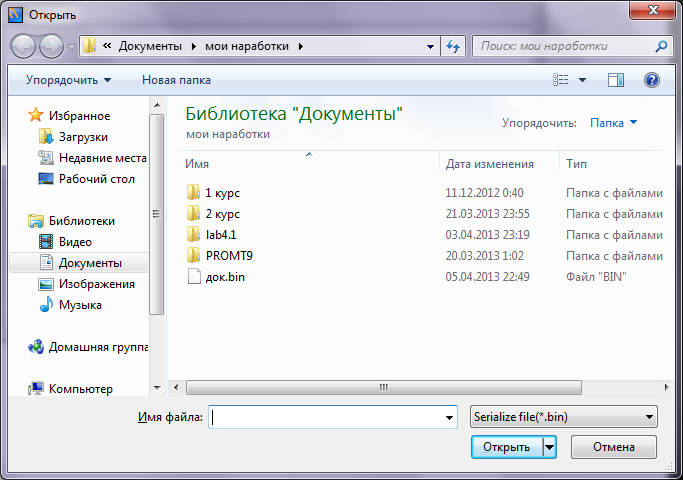 Открыть
« Документы ▸ мои наработки ▸
Поиск: мои наработки
Упорядочить ▾ Новая папка
Избранное
Загрузки
Недавние места
Рабочий стол
Библиотеки
Видео
Документы
Изображения
Музыка
Домашняя группа
Компьютер
Библиотека "Документы"
мои наработки
Упорядочить: Папка ▾
Имя Дата изменения Тип
1 курс 11.12.2012 0:40 Папка с файлами
2 курс 21.03.2013 23:55 Папка с файлами
lab4.1 03.04.2013 23:19 Папка с файлами
PROMT9 20.03.2013 1:02 Папка с файлами
док.bin 05.04.2013 22:49 Файл "BIN"
Имя файла:
Serialize file(*.bin)
Открыть
Отмена